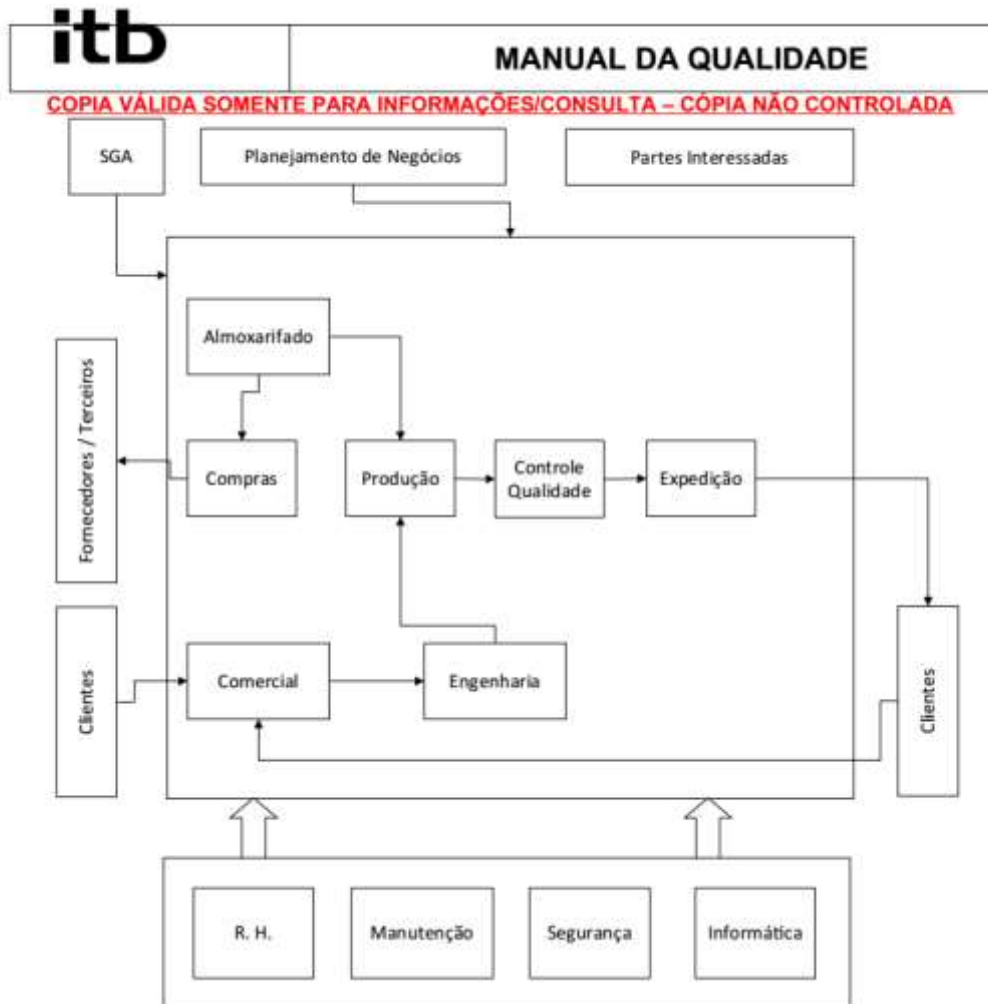 itb
MANUAL DA QUALIDADE
COPIA VÁLIDA SOMENTE PARA INFORMAÇÕES/CONSULTA – CÓPIA NÃO CONTROLADA
SGA
Planejamento de Negócios
Partes Interessadas
Almoxarifado
Fornecedores / Terceiros
Compras
Produção
Controle
Qualidade
Expedição
Clientes
Comercial
Engenharia
Clientes
R. H.
Manutenção
Segurança
Informática